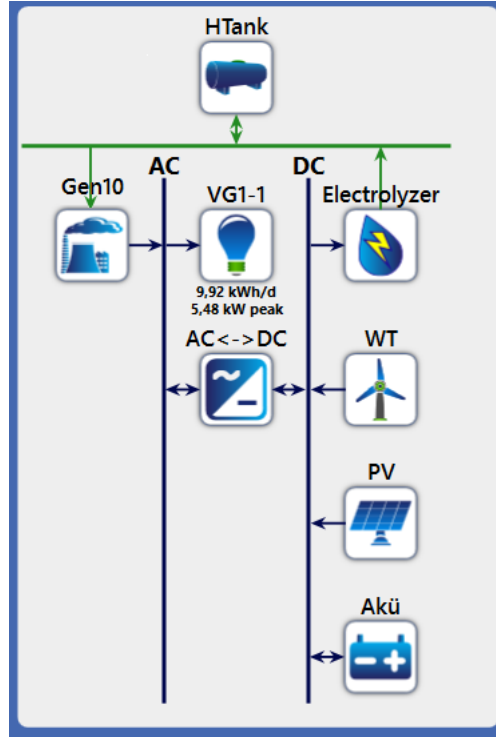 HTank
AC
DC
Gen10
VG1-1
Electrolyzer
9,92 kWh/d
5,48 kW peak
AC<->DC
WT
PV
Akü